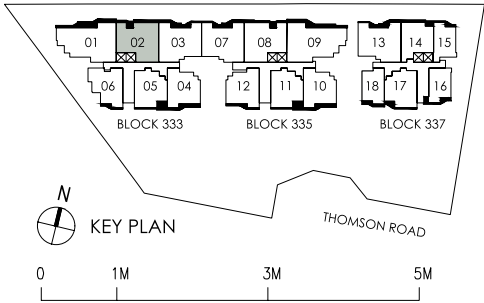 01 02 03 07 08 09 13 14 15
06 05 04 12 11 10 18 17 16
BLOCK 333 BLOCK 335 BLOCK 337
THOMSON ROAD
N
KEY PLAN
0 1M 3M 5M